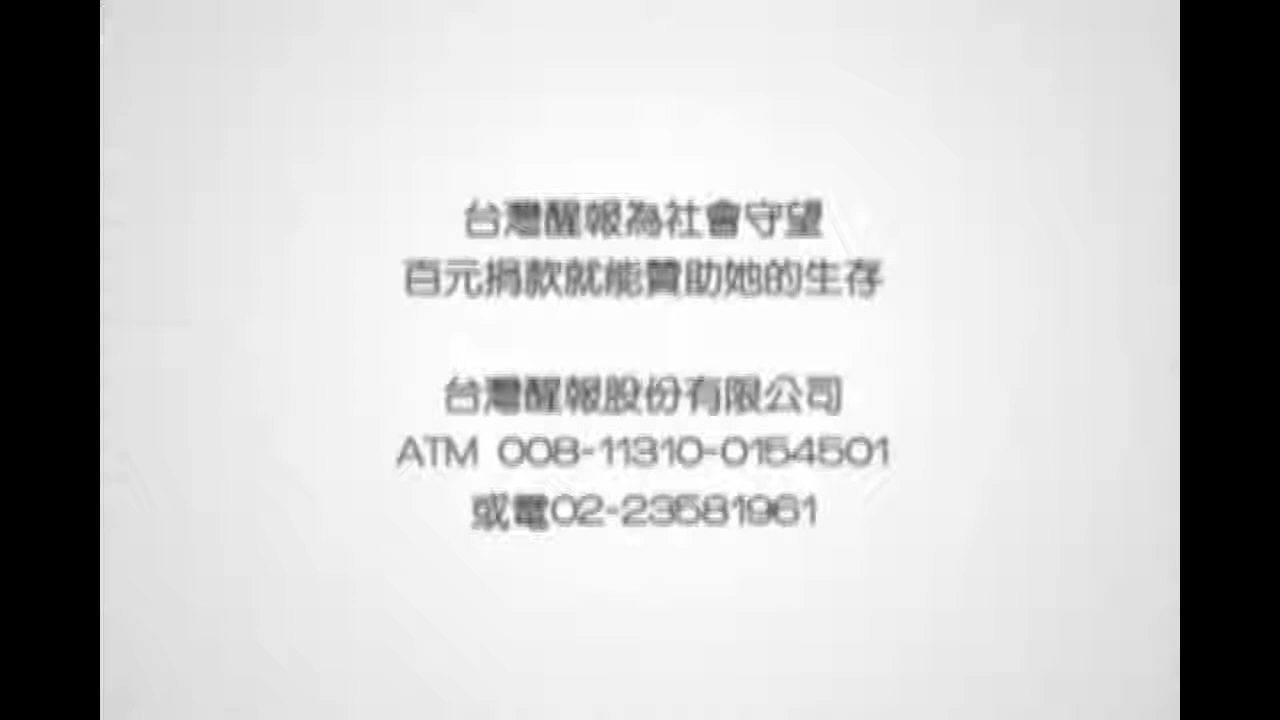 台灣醒報為社會守望
百元捐款就能贊助她的生存
台灣醒報股份有限公司
ATM 008-11310-0154501
或電02-23581961